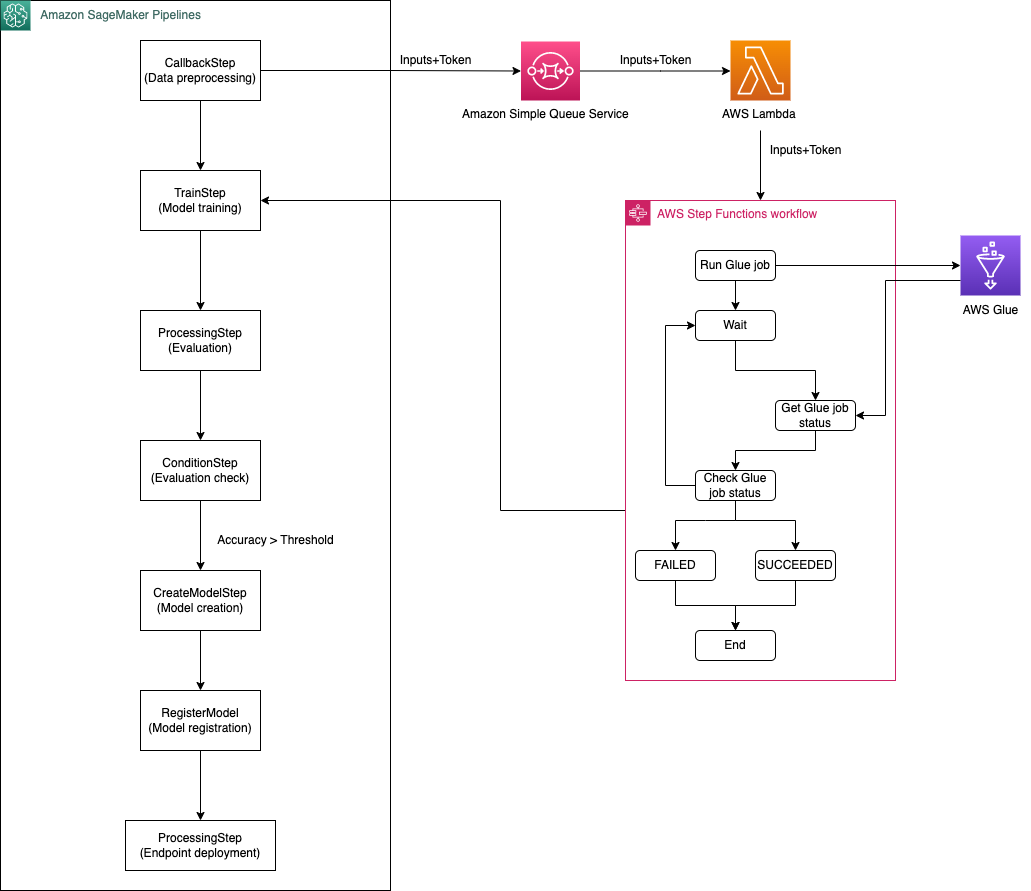 Amazon SageMaker Pipelines
CallbackStep
(Data preprocessing)
Inputs+Token
Amazon Simple Queue Service
Inputs+Token
AWS Lambda
Inputs+Token
TrainStep
(Model training)
ProcessingStep
(Evaluation)
ConditionStep
(Evaluation check)
Accuracy > Threshold
CreateModelStep
(Model creation)
RegisterModel
(Model registration)
ProcessingStep
(Endpoint deployment)
AWS Step Functions workflow
Run Glue job
AWS Glue
Wait
Get Glue job
status
Check Glue
job status
FAILED
SUCCEEDED
End